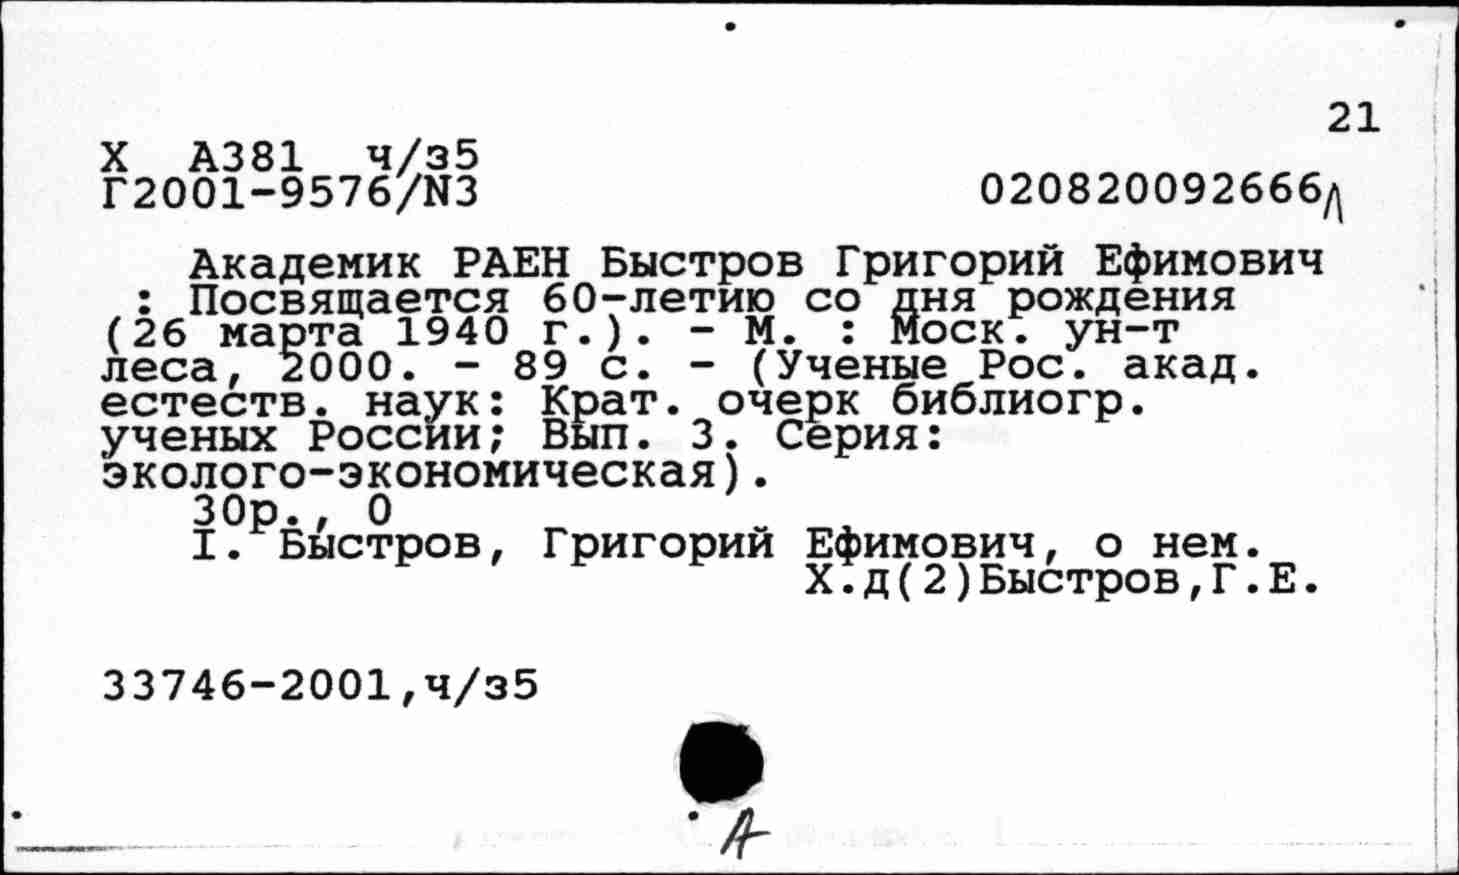 21
Х А381 ч/з5
Г2001-9576/N3 020820092666Д
Академик РАЕН Быстров Григорий Ефимович
: Посвящается 60-летию со дня рождения
(26 марта 1940 г.). - М. : Моск. ун-т
леса, 2000. - 89 с. - (Ученые Рос. акад.
естеств. наук: Крат. очерк библиогр.
ученых России; Вып. 3. Серия:
эколого-экономическая).
30р., 0
I. Быстров, Григорий Ефимович, о нем.
Х.д(2)Быстров,Г.Е.
33746-2001,ч/з5
А